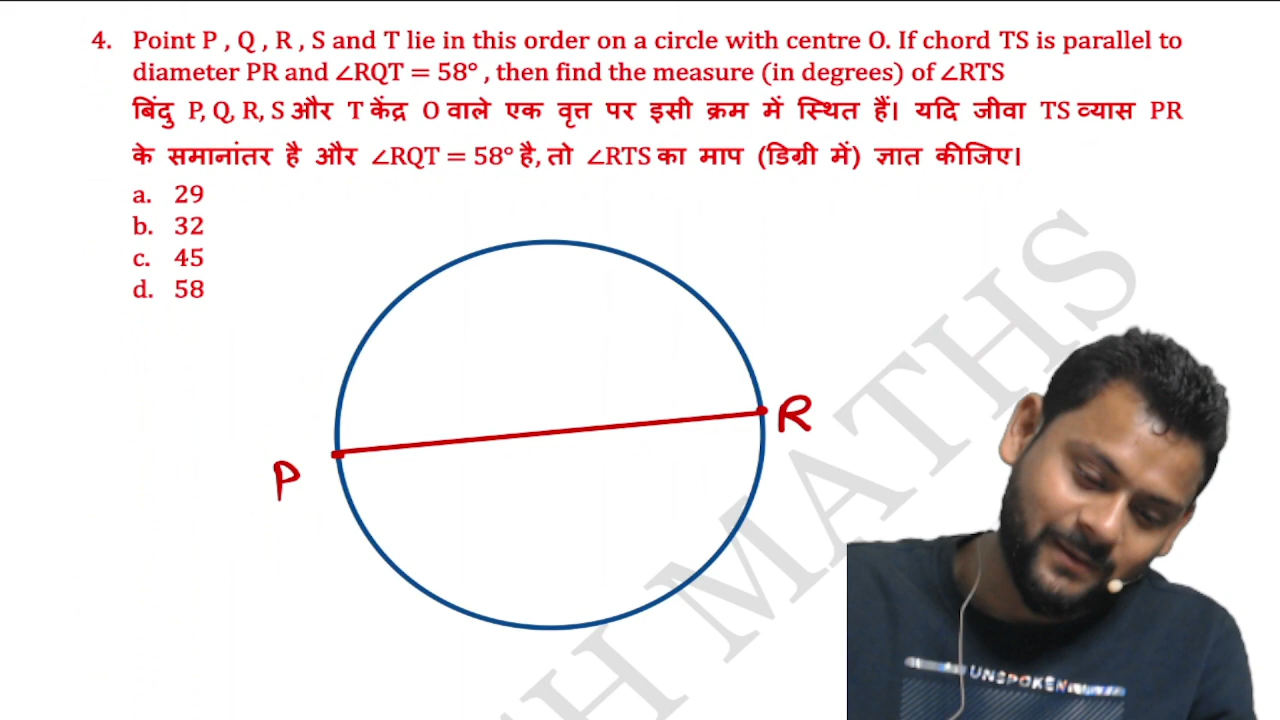 4. Point P , Q , R , S and T lie in this order on a circle with centre O. If chord TS is parallel to
diameter PR and ∠RQT = 58° , then find the measure (in degrees) of ∠RTS
बिंदु P, Q, R, S और T केंद्र O वाले एक वृत्त पर इसी क्रम में स्थित हैं। यदि जीवा TS व्यास PR
के समानांतर है और ∠RQT = 58° है, तो ∠RTS का माप (डिग्री में) ज्ञात कीजिए।
a. 29
b. 32
c. 45
d. 58
R
P
H MATHS
UNSPOKEN